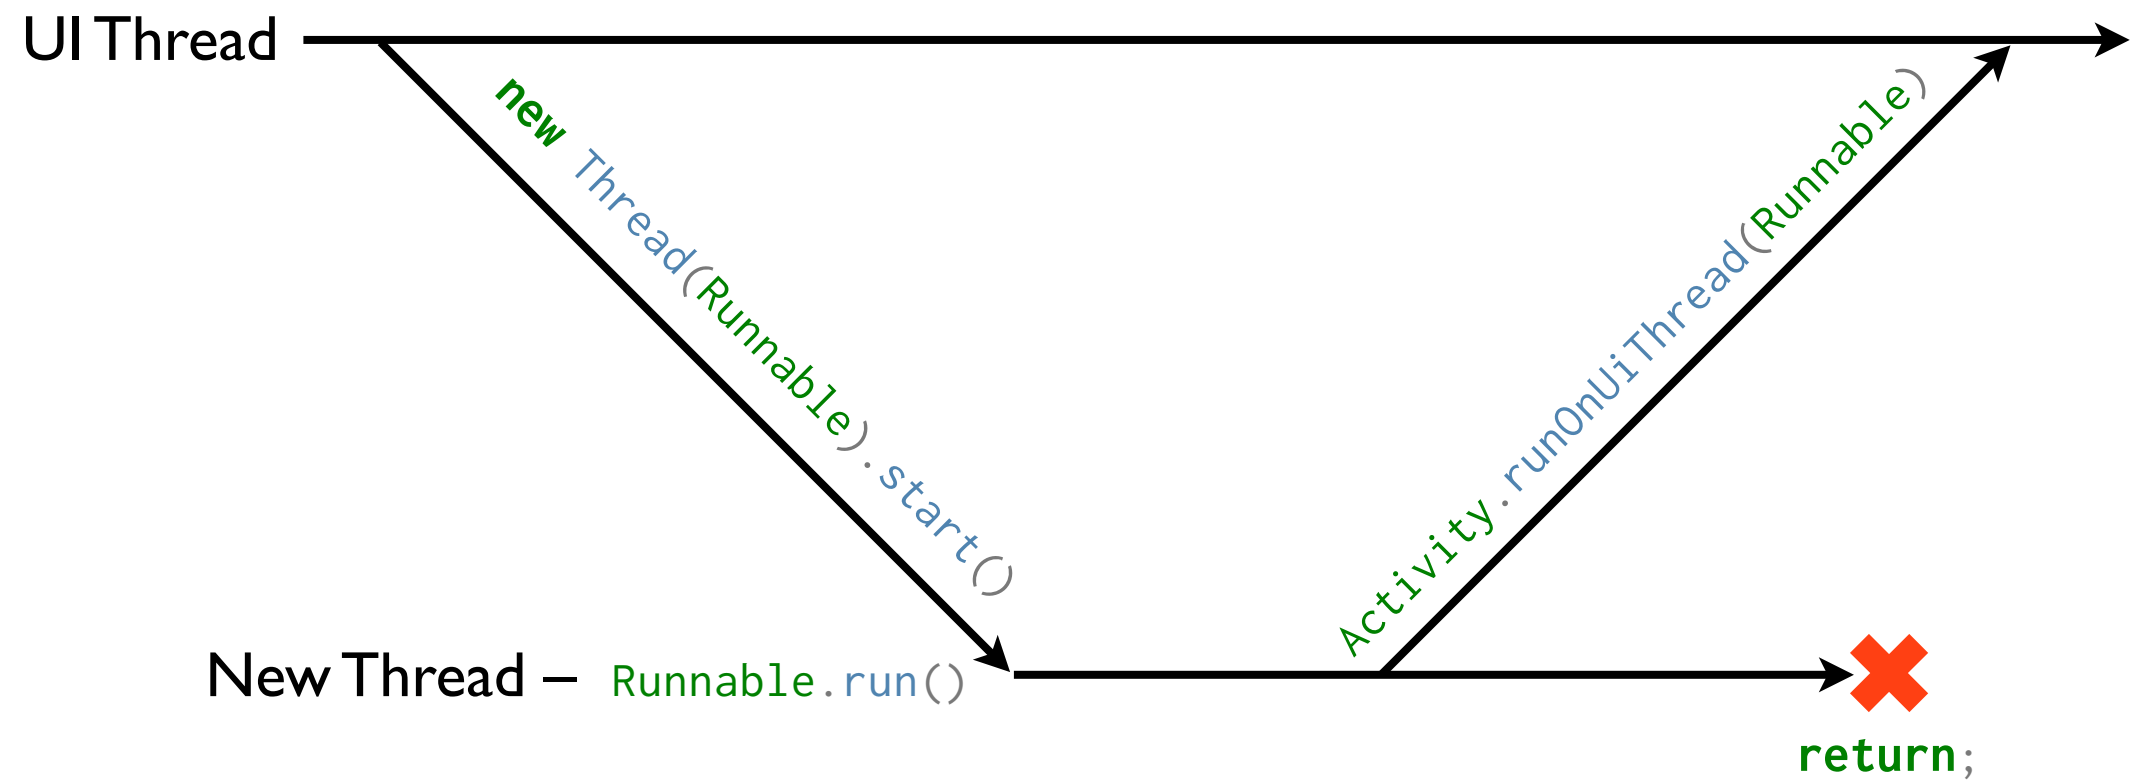 UI Thread
new Thread(Runnable).start()
Activity.runOnUiThread(Runnable)
New Thread – Runnable.run()
return;